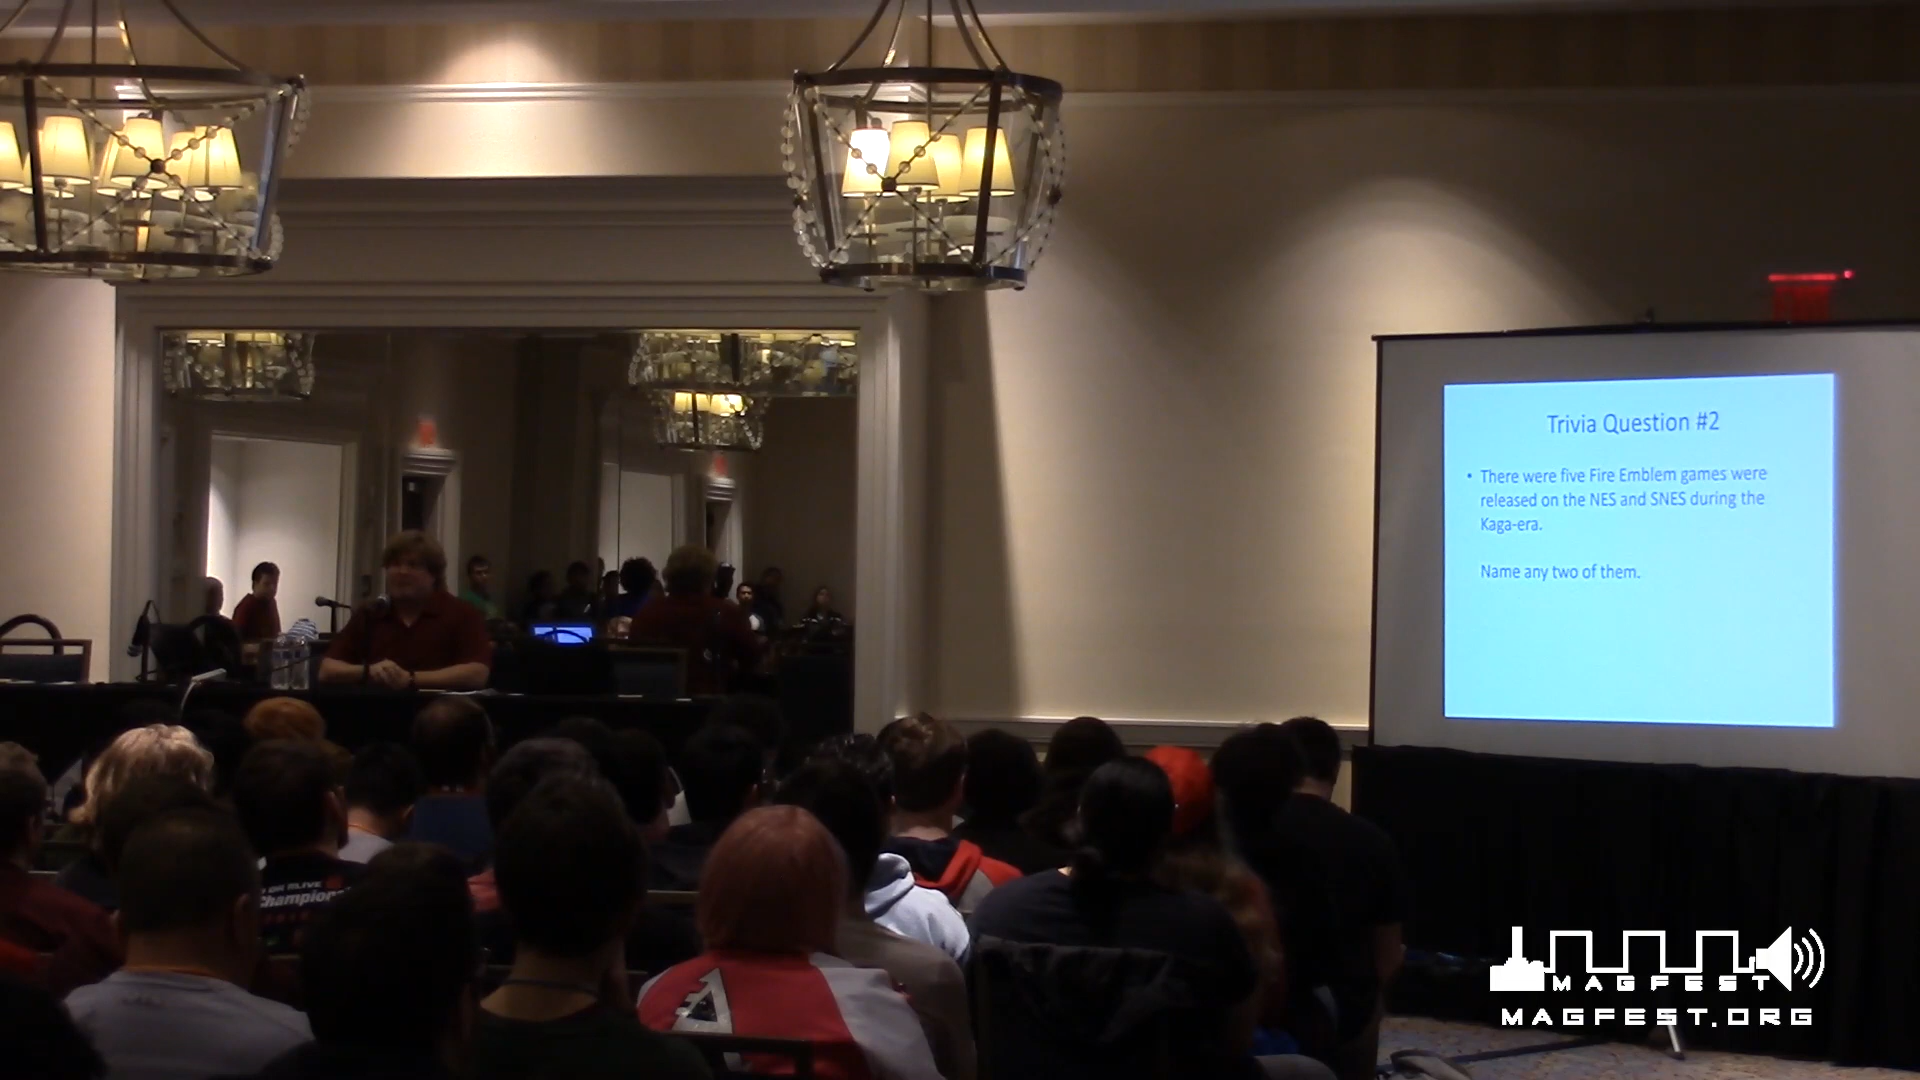 Trivia Question #2
• There were five Fire Emblem games were
released on the NES and SNES during the
Kaga-era.
Name any two of them.
Champion
MAGFEST
MAGFEST.ORG